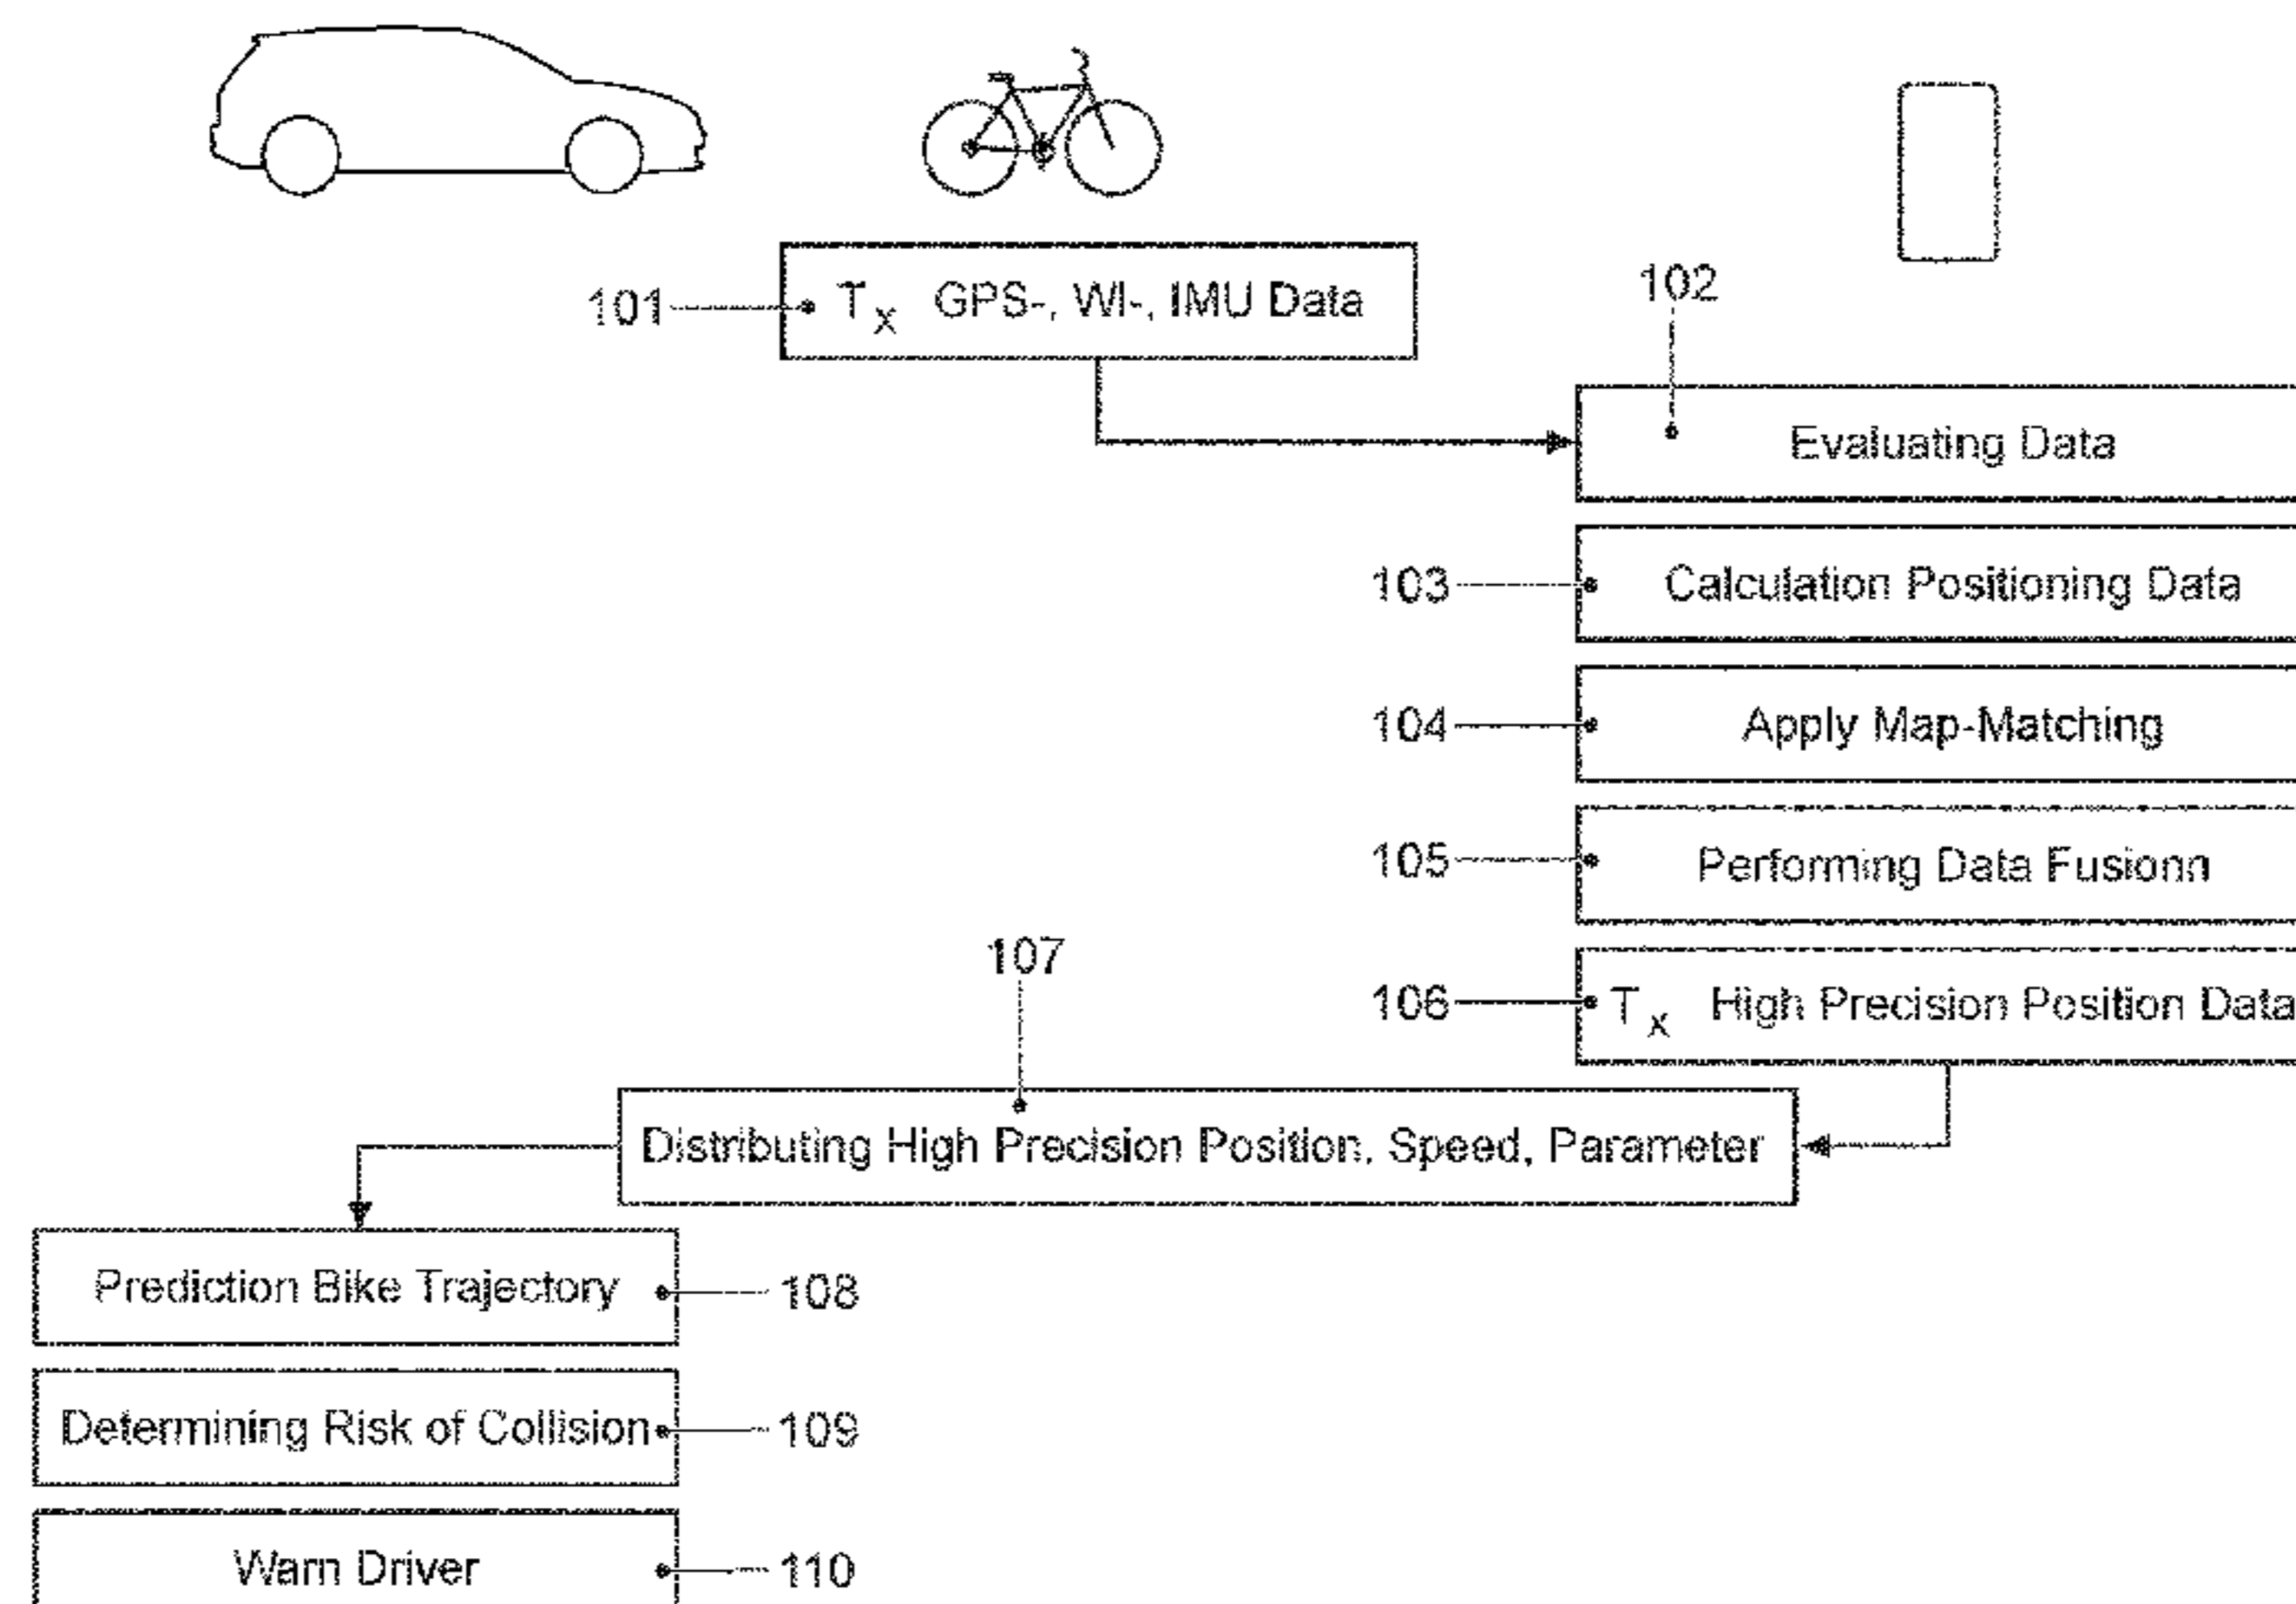 101 T X GPS-, WI-, IMU Data
102
Evaluating Data
103 Calculation Positioning Data
104 Apply Map-Matching
105 Performing Data Fusionn
106 T X High Precision Position Data
107
Distributing High Precision Position, Speed, Parameter
Prediction Bike Trajectory 108
Determining Risk of Collision 109
Warn Driver 110